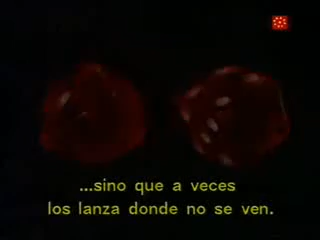 ...sino que a veces
los lanza donde no se ven.